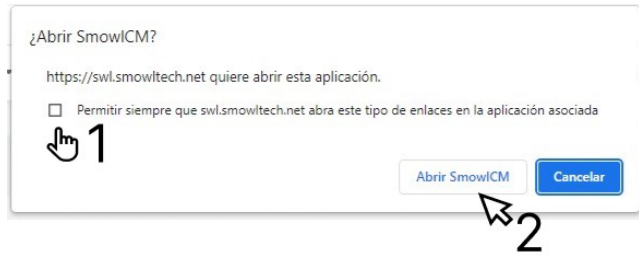 ¿Abrir SmowlCM?
https://swl.smowltech.net quiere abrir esta aplicación.
Permitir siempre que swl.smowltech.net abra este tipo de enlaces en la aplicación asociada
1
Abrir SmowlCM
Cancelar
2